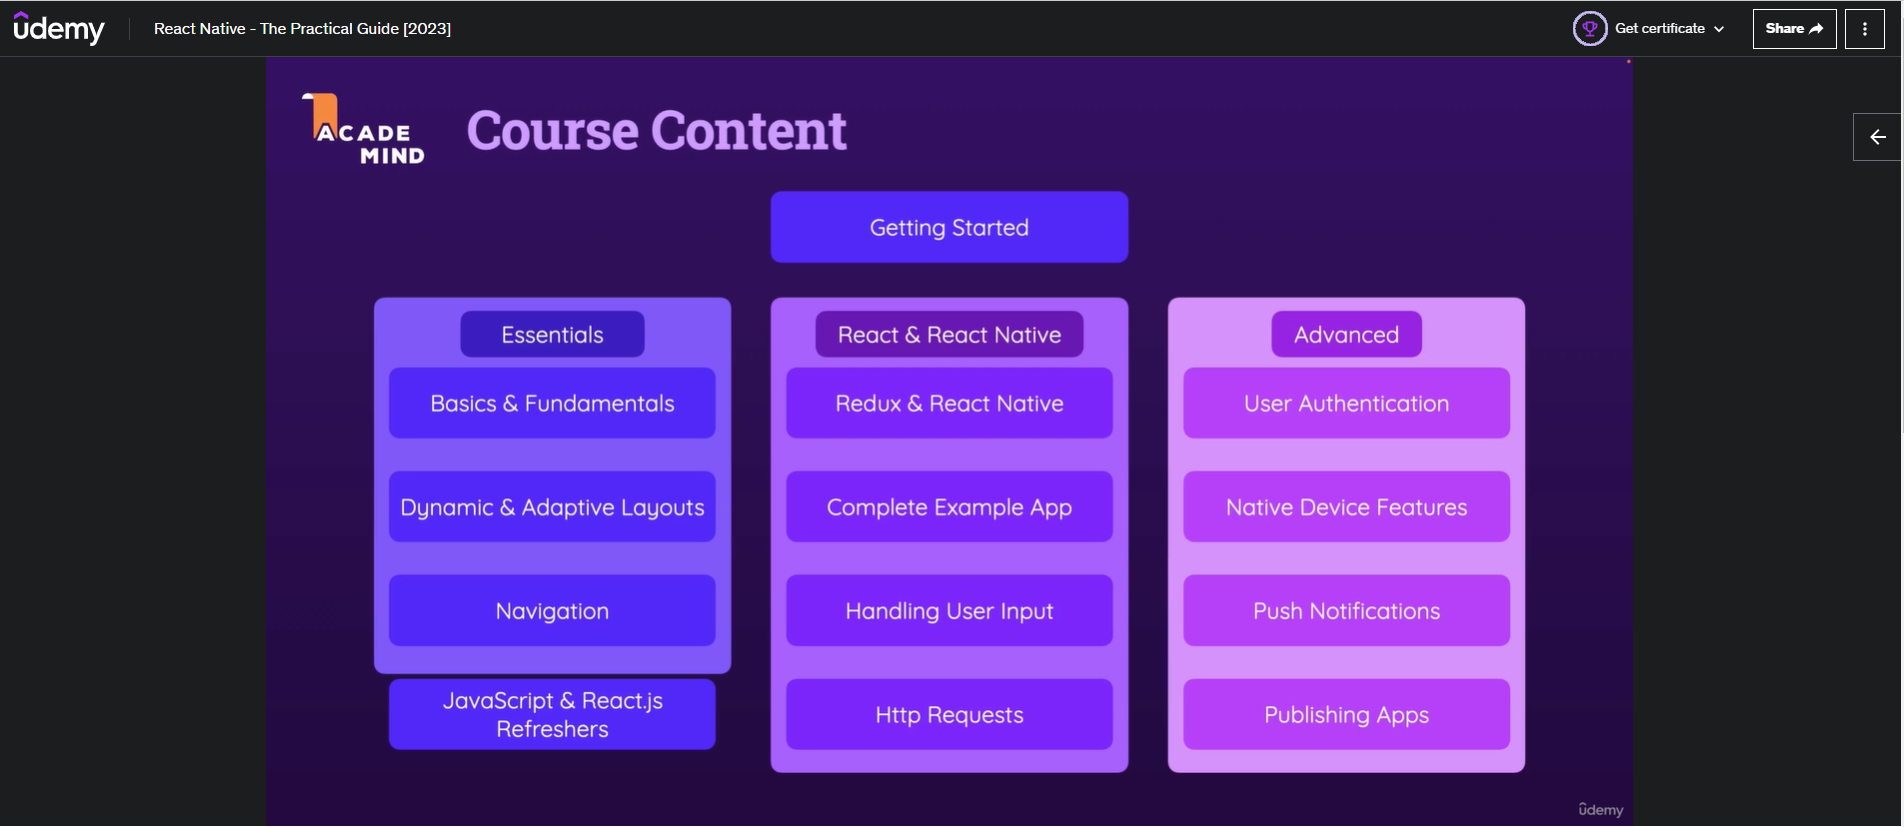 udemy
React Native - The Practical Guide [2023]
Get certificate
Share
ACADE
MIND
Course Content
Getting Started
Essentials
Basics & Fundamentals
Dynamic & Adaptive Layouts
Navigation
JavaScript & React.js
Refreshers
React & React Native
Redux & React Native
Complete Example App
Handling User Input
Http Requests
Advanced
User Authentication
Native Device Features
Push Notifications
Publishing Apps
udemy